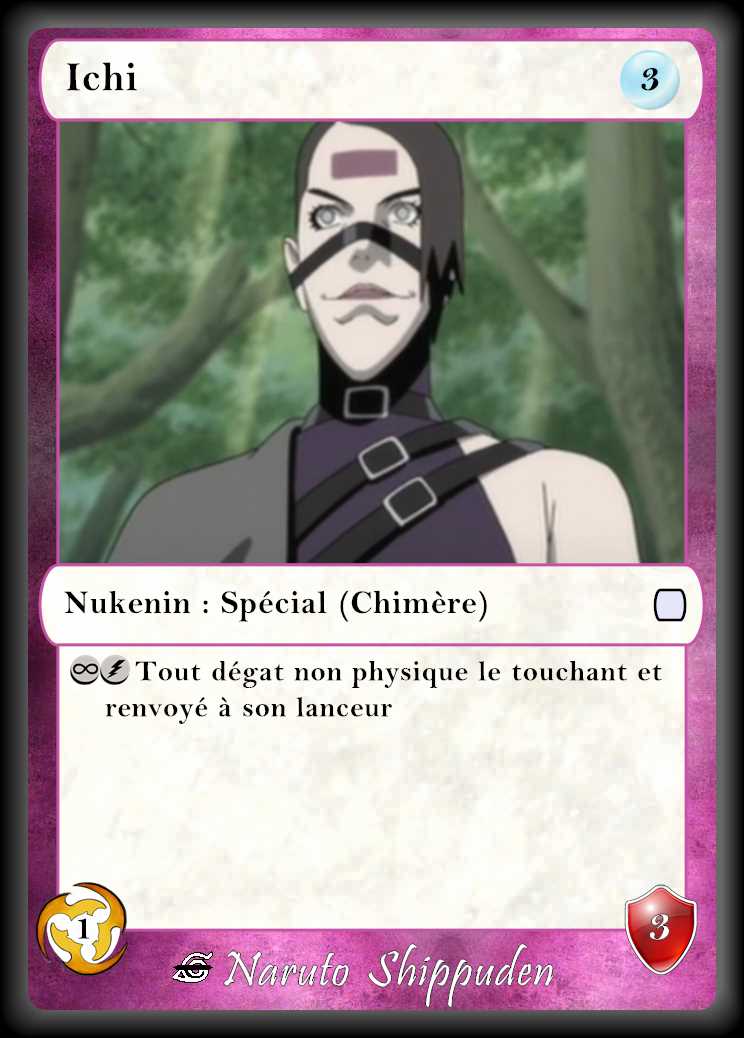 Ichi
3
Nukenin : Spécial (Chimère)
Tout dégat non physique le touchant et
renvoyé à son lanceur
1
3
Naruto Shippuden